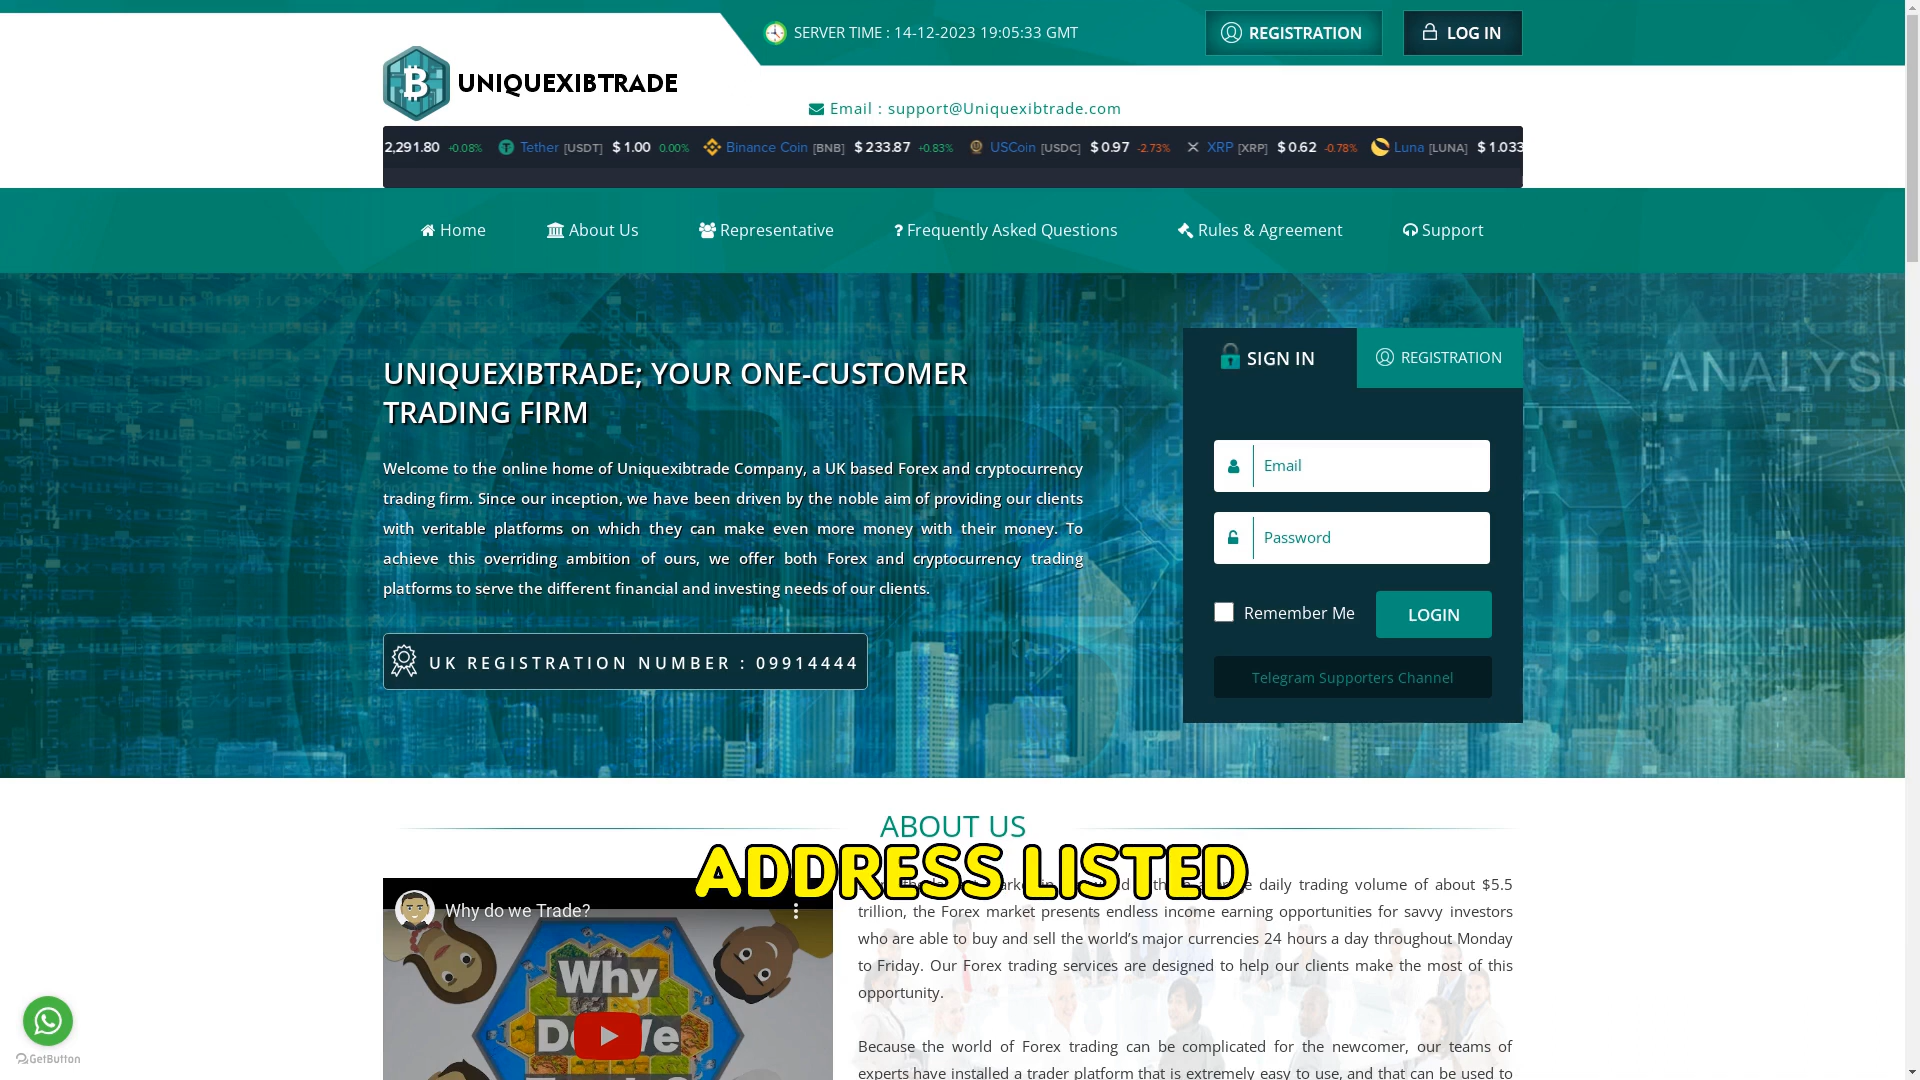 SERVER TIME : 14-12-2023 19:05:33 GMT
REGISTRATION
LOG IN
UNIQUEXIBTRADE
Email : support@Uniquexibtrade.com
2,291.80 +0.08% Tether [USDT] $ 1.00 0.00% Binance Coin [BNB] $ 233.87 +0.83% USCoin [USDC] $ 0.97 -2.73% XRP [XRP] $ 0.62 -0.78% Luna [LUNA] $ 1.033
Home
About Us
Representative
? Frequently Asked Questions
Rules & Agreement
Support
ANALYSI
UNIQUEXIBTRADE; YOUR ONE-CUSTOMER
TRADING FIRM
Welcome to the online home of Uniquexibtrade Company, a UK based Forex and cryptocurrency
trading firm. Since our inception, we have been driven by the noble aim of providing our clients
with veritable platforms on which they can make even more money with their money. To
achieve this overriding ambition of ours, we offer both Forex and cryptocurrency trading
platforms to serve the different financial and investing needs of our clients.
UK REGISTRATION NUMBER : 09914444
SIGN IN
REGISTRATION
Email
Password
Remember Me
LOGIN
Telegram Supporters Channel
ABOUT US
ADDRESS LISTED
Why do we Trade?
Why
daily trading volume of about $5.5
trillion, the Forex market presents endless income earning opportunities for savvy investors
who are able to buy and sell the world's major currencies 24 hours a day throughout Monday
to Friday. Our Forex trading services are designed to help our clients make the most of this
opportunity.
Because the world of Forex trading can be complicated for the newcomer, our teams of
experts have installed a trader platform that is extremely easy to use, and that can be used to
GetButton